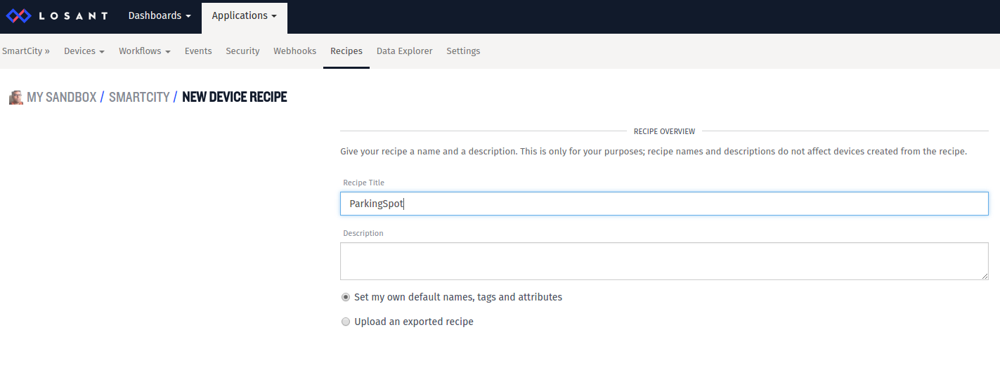 LOSANT Dashboards Applications
SmartCity » Devices Workflows Events Security Webhooks Recipes Data Explorer Settings
MY SANDBOX / SMARTCITY / NEW DEVICE RECIPE
RECIPE OVERVIEW
Give your recipe a name and a description. This is only for your purposes; recipe names and descriptions do not affect devices created from the recipe.
Recipe Title
ParkingSpot
Description
Set my own default names, tags and attributes
Upload an exported recipe